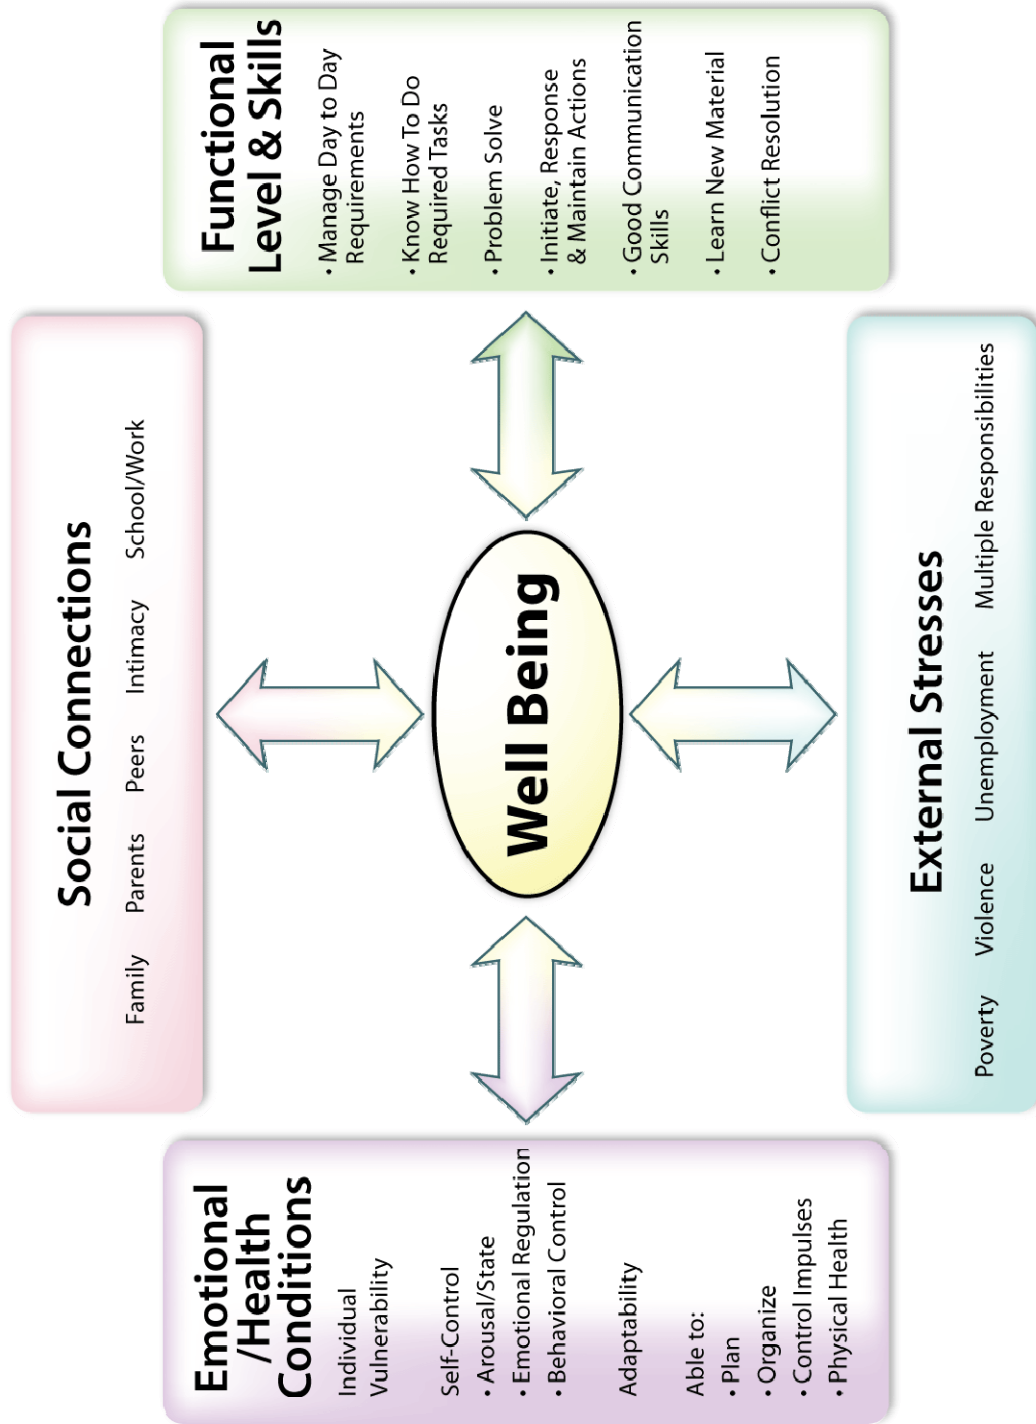 Social Connections
Family Parents Peers Intimacy School/Work
Emotional
/Health
Conditions
Individual
Vulnerability
Self-Control
• Arousal/State
• Emotional Regulation
• Behavioral Control
Adaptability
Able to:
• Plan
• Organize
• Control Impulses
• Physical Health
Well Being
Functional
Level & Skills
• Manage Day to Day
Requirements
• Know How To Do
Required Tasks
• Problem Solve
• Initiate, Response
& Maintain Actions
• Good Communication
Skills
• Learn New Material
• Conflict Resolution
External Stresses
Poverty Violence Unemployment Multiple Responsibilities